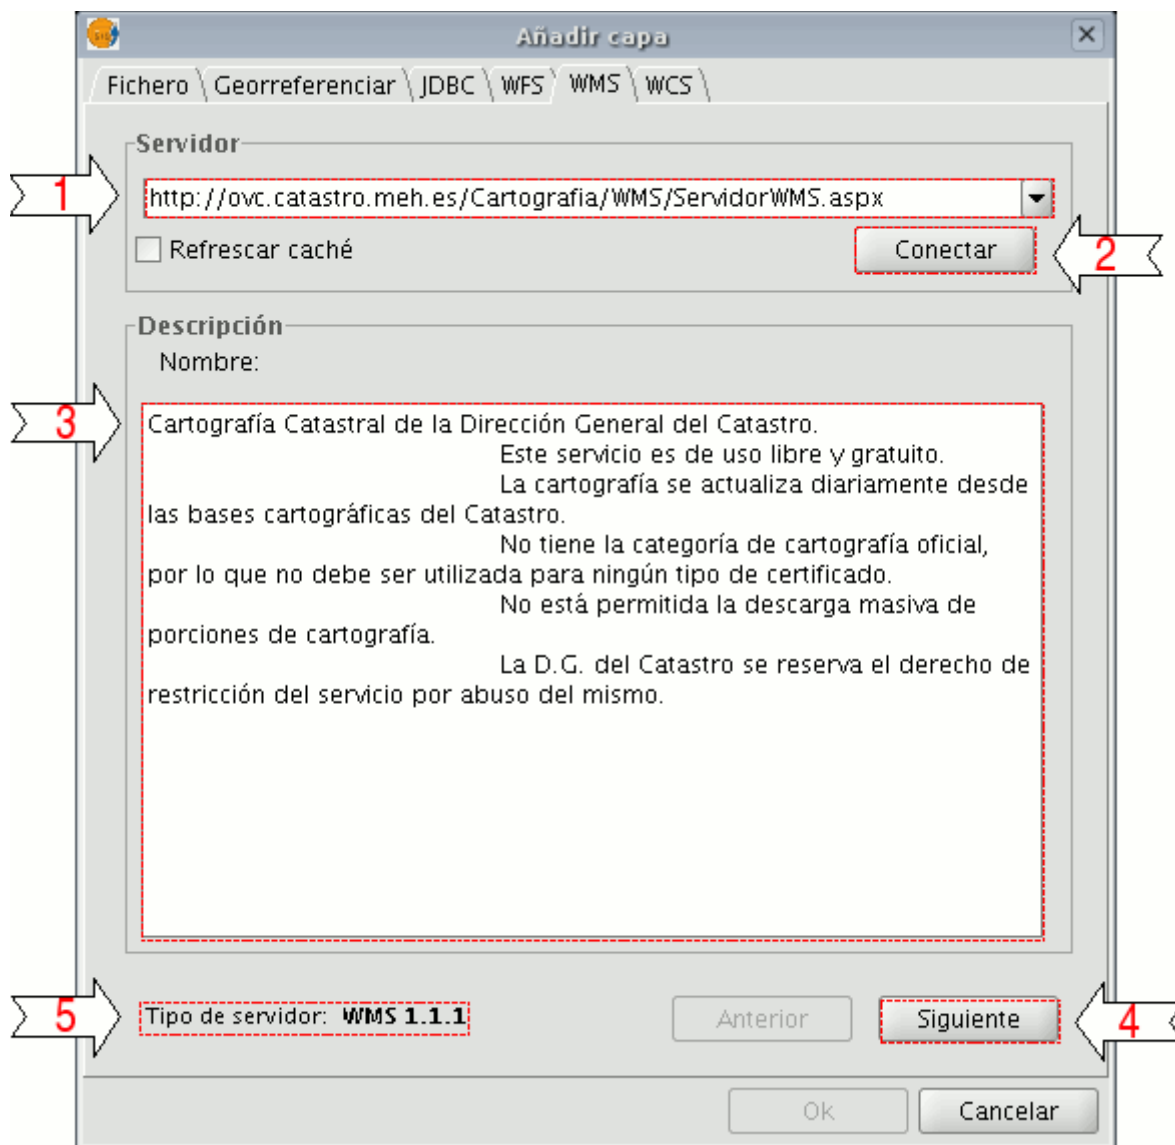 Añadir capa
Fichero Georreferenciar JDBC WFS WMS WCS
Servidor
1
http://ovc.catastro.meh.es/Cartografia/WMS/ServidorWMS.aspx
Refrescar caché
Conectar
2
Descripción
Nombre:
3
Cartografía Catastral de la Dirección General del Catastro.
Este servicio es de uso libre y gratuito.
La cartografía se actualiza diariamente desde
las bases cartográficas del Catastro.
No tiene la categoría de cartografía oficial,
por lo que no debe ser utilizada para ningún tipo de certificado.
No está permitida la descarga masiva de
porciones de cartografía.
La D.G. del Catastro se reserva el derecho de
restricción del servicio por abuso del mismo.
5
Tipo de servidor: WMS 1.1.1
Anterior
Siguiente
4
Ok
Cancelar